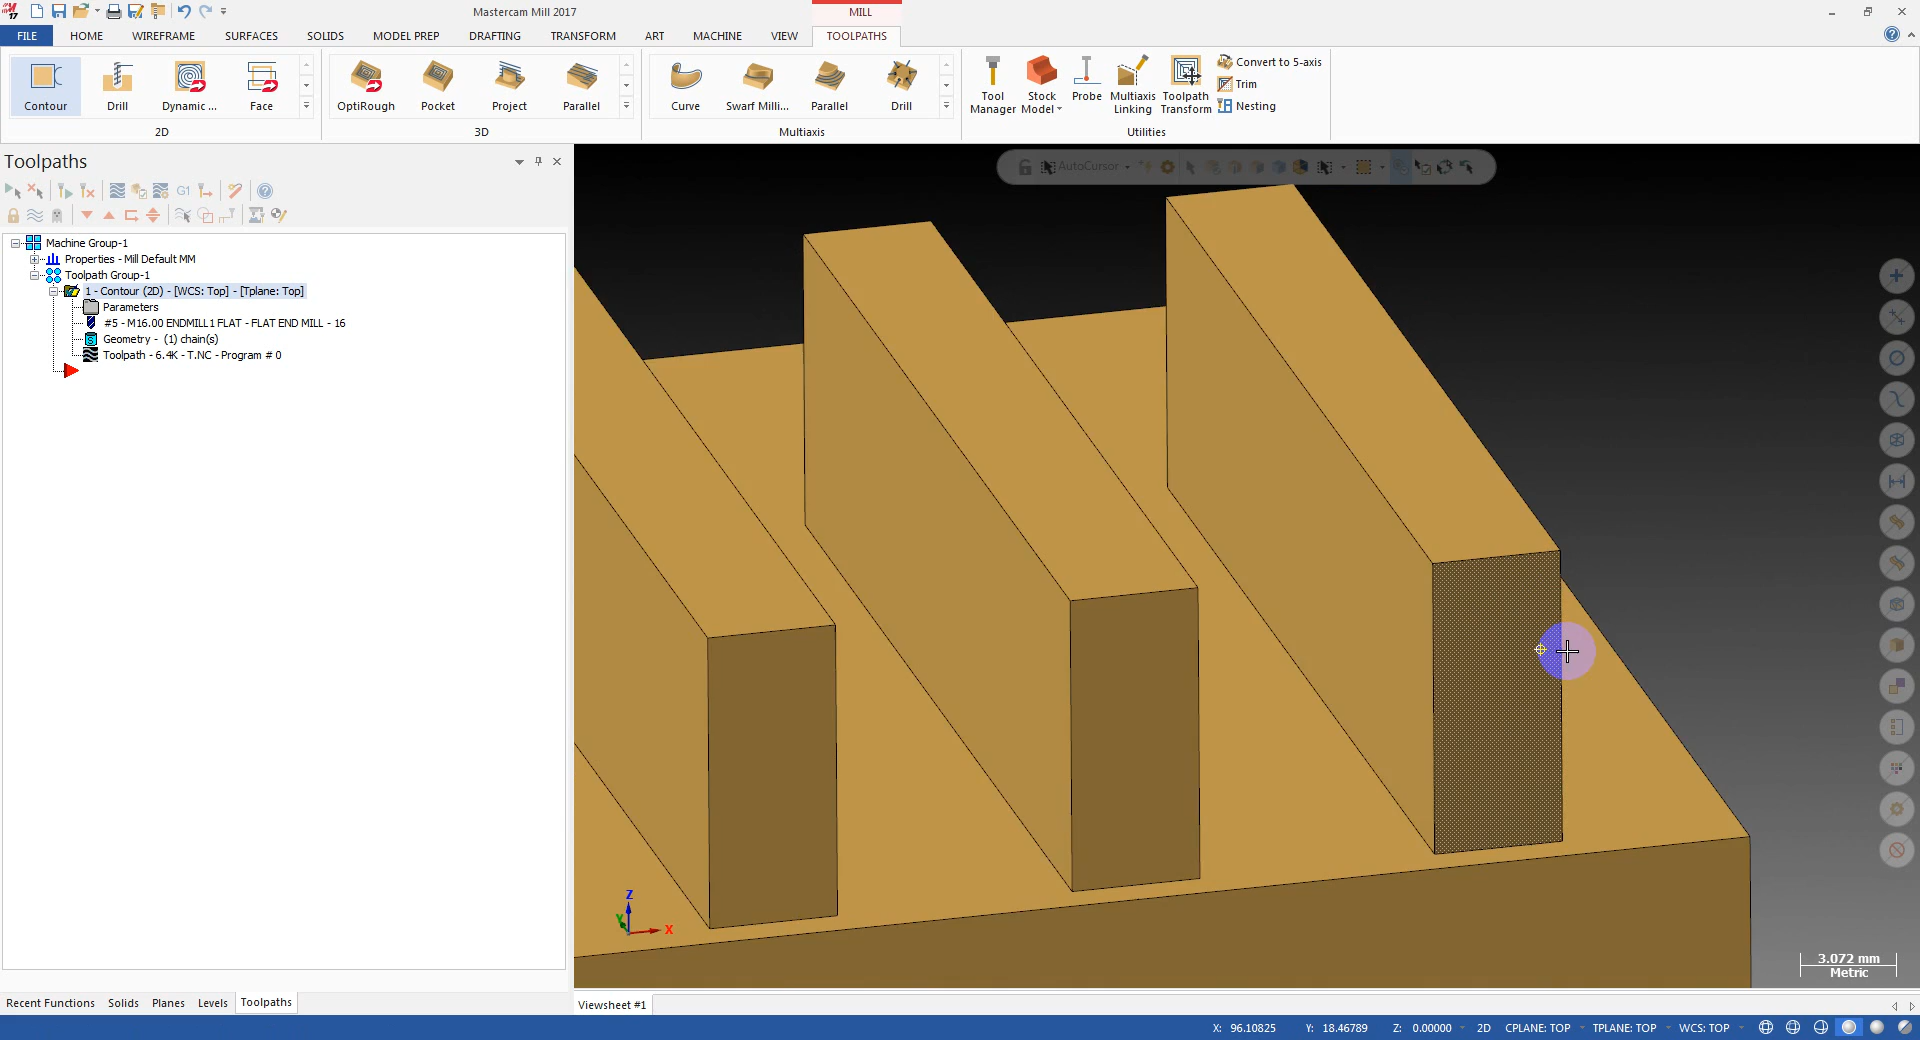 Mastercam Mill 2017
MILL
FILE HOME WIREFRAME SURFACES SOLIDS MODEL PREP DRAFTING TRANSFORM ART MACHINE VIEW TOOLPATHS
Contour Drill Dynamic ... Face
2D
OptiRough Pocket Project Parallel
3D
Curve Swarf Milli... Parallel Drill
Multiaxis
Tool Manager
Stock Model
Probe
Multiaxis Linking
Toolpath Transform
Convert to 5-axis
Trim
Nesting
Utilities
Toolpaths
G1
AutoCursor
Machine Group-1
Properties - Mill Default MM
Toolpath Group-1
1 - Contour (2D) - [WCS: Top] - [Tplane: Top]
Parameters
#5 - M16.00 ENDMILL1 FLAT - FLAT END MILL - 16
Geometry - (1) chain(s)
Toolpath - 6.4K - T.NC - Program # 0
Z
Y
X
3.072 mm
Metric
Recent Functions Solids Planes Levels Toolpaths
Viewsheet #1
X: 96.10825 Y: 18.46789 Z: 0.00000 2D CPLANE: TOP TPLANE: TOP WCS: TOP